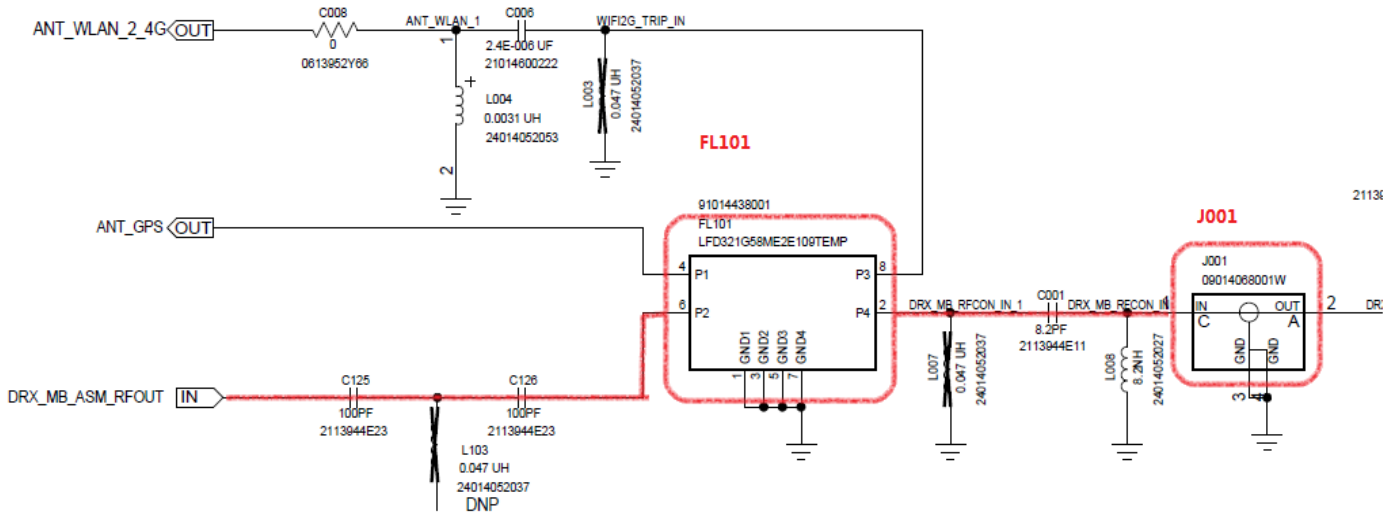 C008
ANT_WLAN_2_4G
OUT
0
0613952Y66
ANT_WLAN_1
1
C006
2.4E-006 UF
21014600222
WIFI2G_TRIP_IN
+
L004
0.0031 UH
24014052053
2
L003
0.047 UH
24014052037
FL101
ANT_GPS
OUT
91014438001
FL101
LFD321G58ME2E109TEMP
4
P1
P3
8
6
P2
P4
2
GND1
GND2
GND3
GND4
1
3
5
7
DRX_MB_ASM_RFOUT
IN
C125
100PF
2113944E23
C126
100PF
2113944E23
L103
0.047 UH
24014052037
DNP
DRX_MB_RFCON_IN_1
C001
8.2PF
2113944E11
DRX_MB_RFCON_IN
L007
0.047 UH
24014052037
L008
8.2NH
24014052027
J001
J001
09014068001W
IN
OUT
C
A
2
GND
GND
3
4